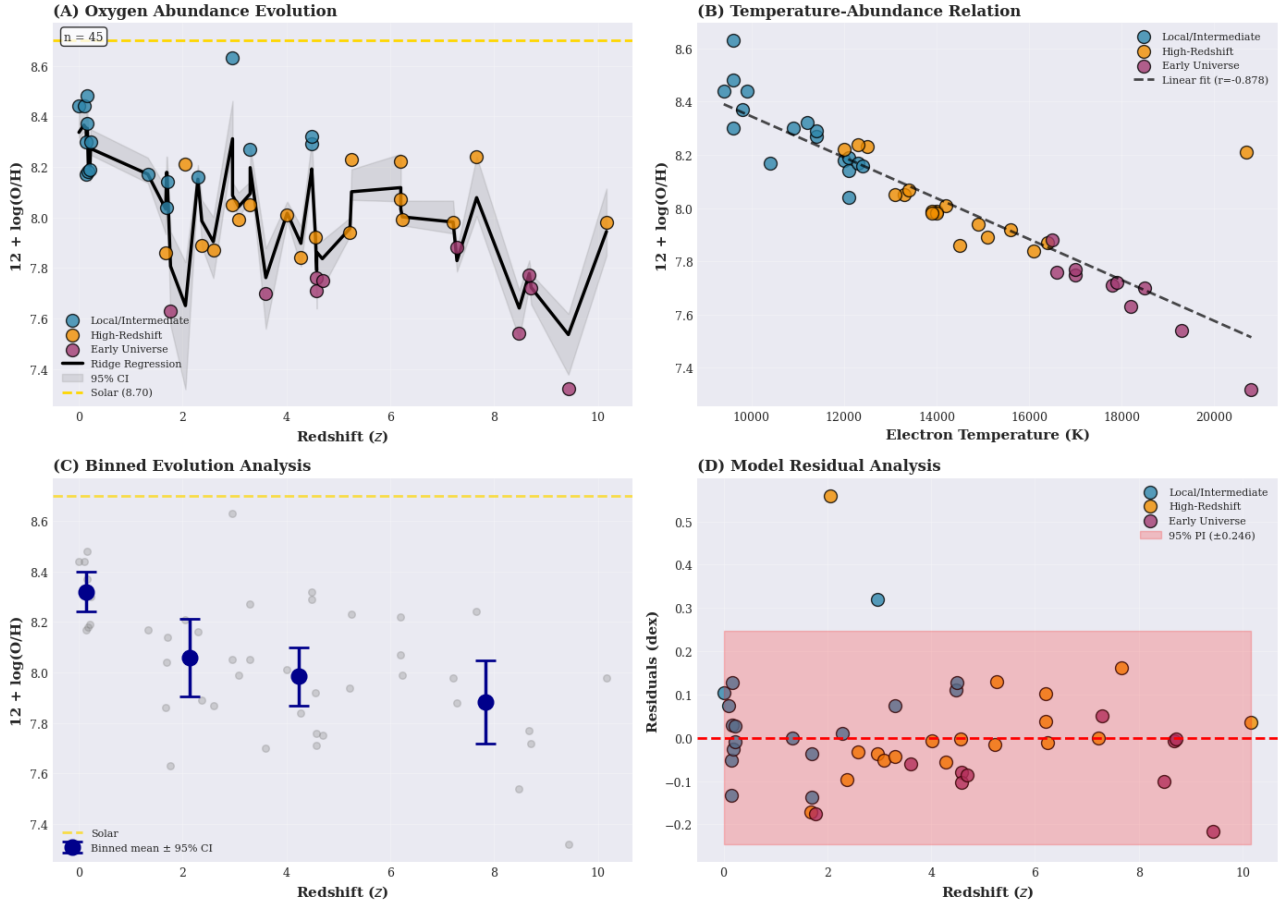 (A) Oxygen Abundance Evolution
n = 45
8.6
8.4
8.2
8.0
7.8
7.6
7.4
12 + log(O/H)
Local/Intermediate
High-Redshift
Early Universe
Ridge Regression
95% CI
Solar (8.70)
0 2 4 6 8 10
Redshift (z)
(B) Temperature-Abundance Relation
8.6
8.4
8.2
8.0
7.8
7.6
7.4
12 + log(O/H)
Local/Intermediate
High-Redshift
Early Universe
Linear fit (r=-0.878)
10000 12000 14000 16000 18000 20000
Electron Temperature (K)
(C) Binned Evolution Analysis
8.6
8.4
8.2
8.0
7.8
7.6
7.4
12 + log(O/H)
Solar
Binned mean ± 95% CI
0 2 4 6 8 10
Redshift (z)
(D) Model Residual Analysis
0.5
0.4
0.3
0.2
0.1
0.0
−0.1
−0.2
Residuals (dex)
Local/Intermediate
High-Redshift
Early Universe
95% PI (±0.246)
0 2 4 6 8 10
Redshift (z)